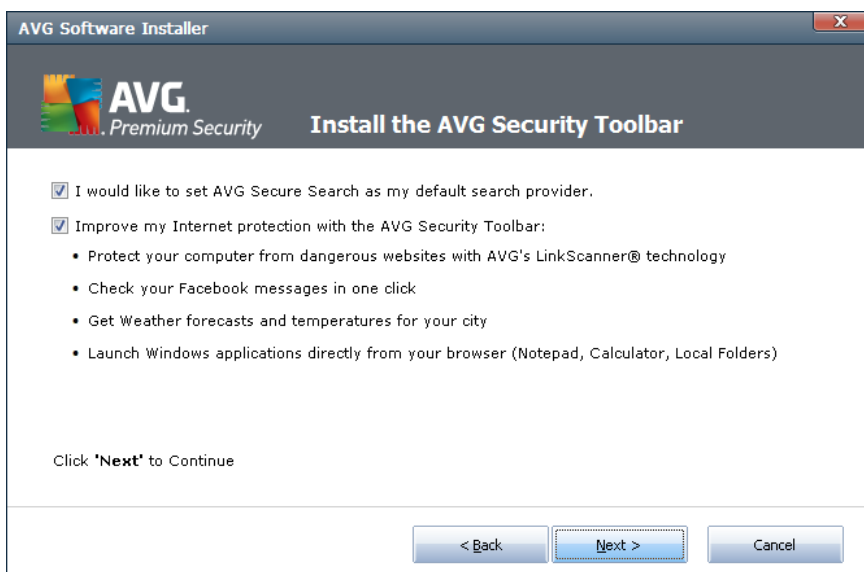 AVG Software Installer
X
AVG.
Premium Security
Install the AVG Security Toolbar
I would like to set AVG Secure Search as my default search provider.
Improve my Internet protection with the AVG Security Toolbar:
• Protect your computer from dangerous websites with AVG's LinkScanner® technology
• Check your Facebook messages in one click
• Get Weather forecasts and temperatures for your city
• Launch Windows applications directly from your browser (Notepad, Calculator, Local Folders)
Click 'Next' to Continue
< Back
Next >
Cancel